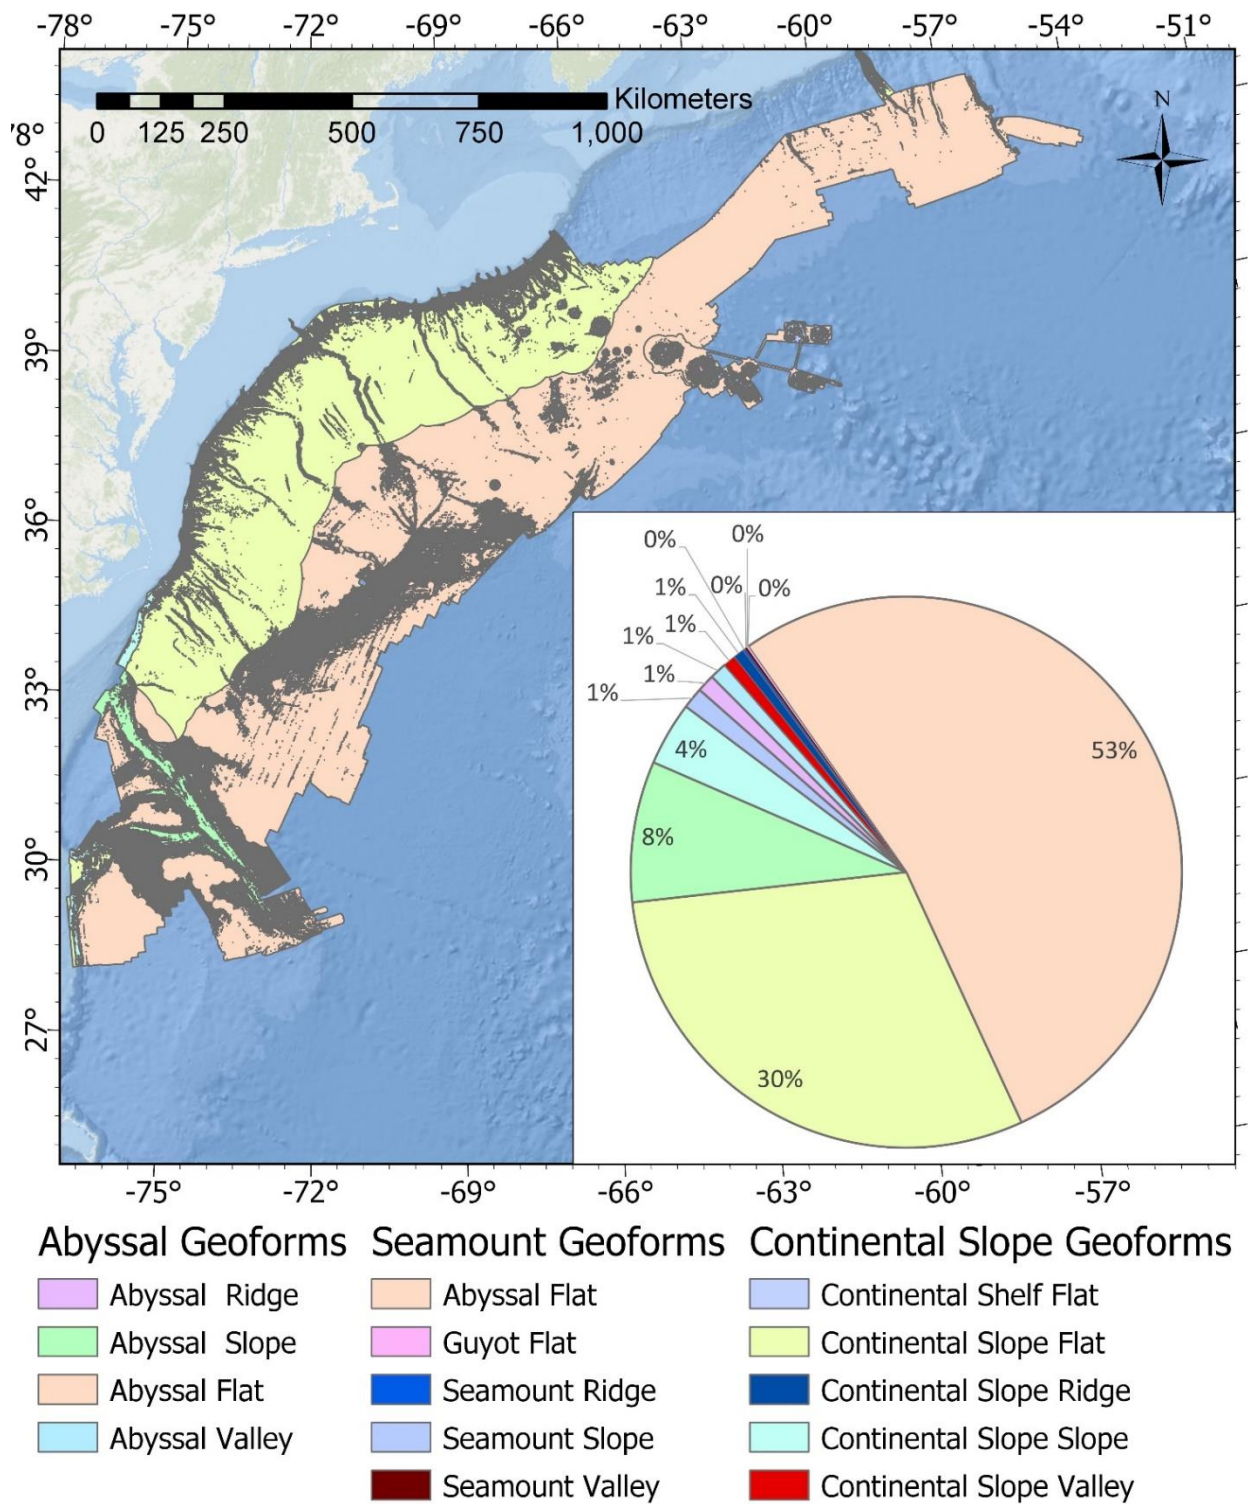 -78 -75° -72° -69° -66° -63° -60° -57° -54° -51°
Kilometers
0 125 250 500 750 1,000
N
8°
42°
39°
36°
33°
30°
27°
0% 0%
1% 0% 0%
1% 1%
1% 1%
4%
8%
53%
30%
-75° -72° -69° -66° -63° -60° -57°
Abyssal Geoforms
Abyssal Ridge
Abyssal Slope
Abyssal Flat
Abyssal Valley
Seamount Geoforms
Abyssal Flat
Guyot Flat
Seamount Ridge
Seamount Slope
Seamount Valley
Continental Slope Geoforms
Continental Shelf Flat
Continental Slope Flat
Continental Slope Ridge
Continental Slope Slope
Continental Slope Valley